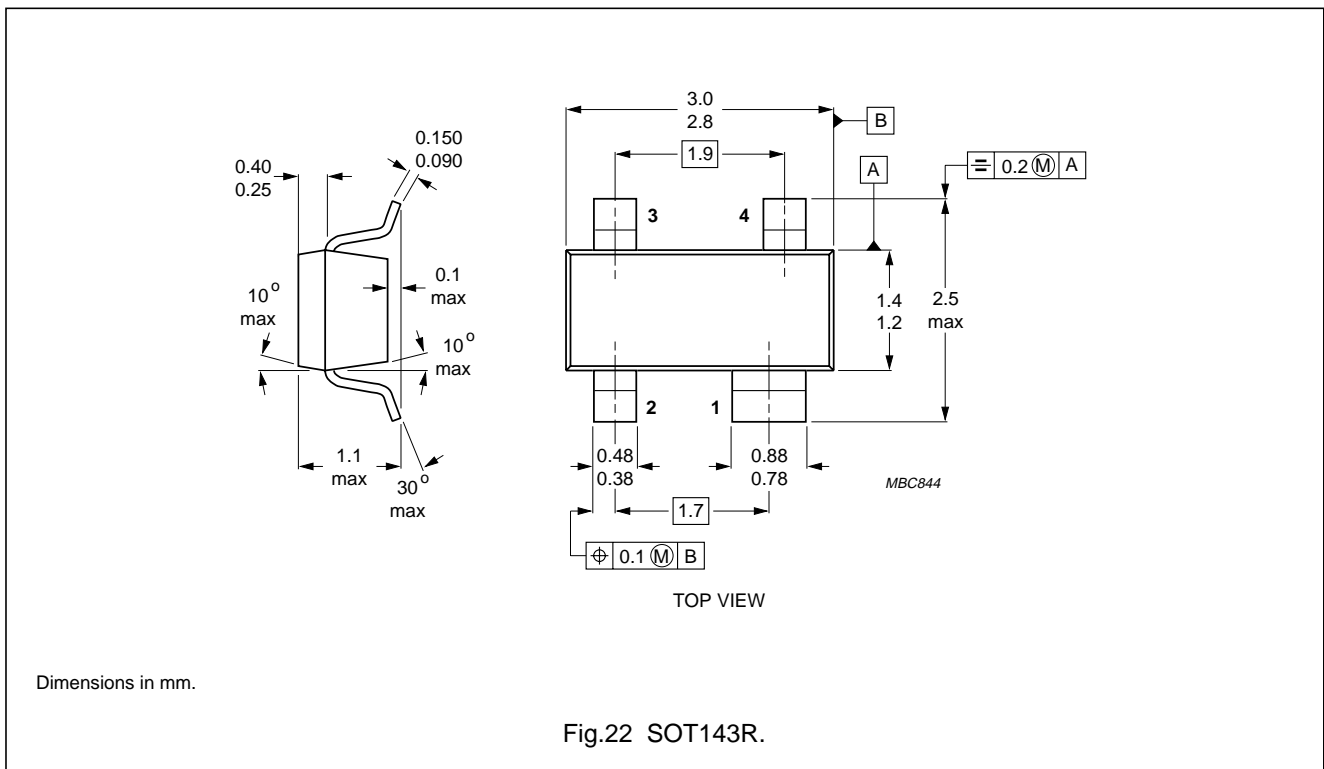 3.0
2.8
B
1.9
0.150
0.090
0.40
0.25
A
0.2 Ⓜ A
3
4
0.1
max
10°
max
10°
max
1.4
1.2
2.5
max
2
1
1.1
max
30°
max
0.48
0.38
0.88
0.78
MBC844
1.7
0.1 Ⓜ B
TOP VIEW
Dimensions in mm.
Fig.22 SOT143R.